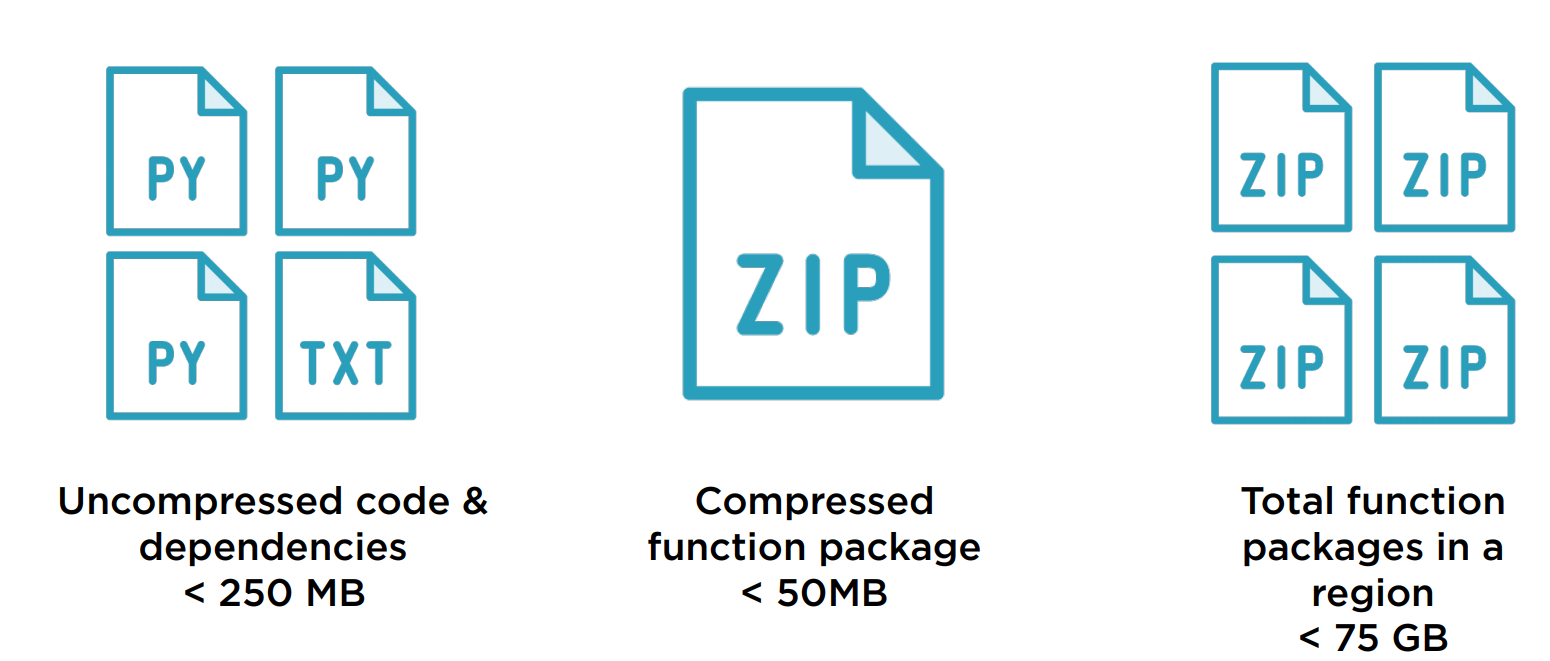 PY
PY
PY
TXT
Uncompressed code &
dependencies
< 250 MB
ZIP
Compressed
function package
< 50MB
ZIP
ZIP
ZIP
ZIP
Total function
packages in a
region
< 75 GB